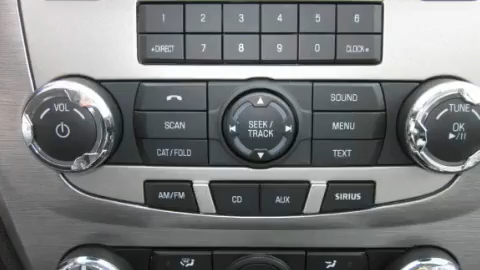 1 2 3 4 5 6
DIRECT 7 8 9 0 CLOCK
VOL SOUND TUNE
SCAN SEEK / TRACK MENU OK
CAT/FOLD TEXT
AM/FM CD AUX SIRIUS